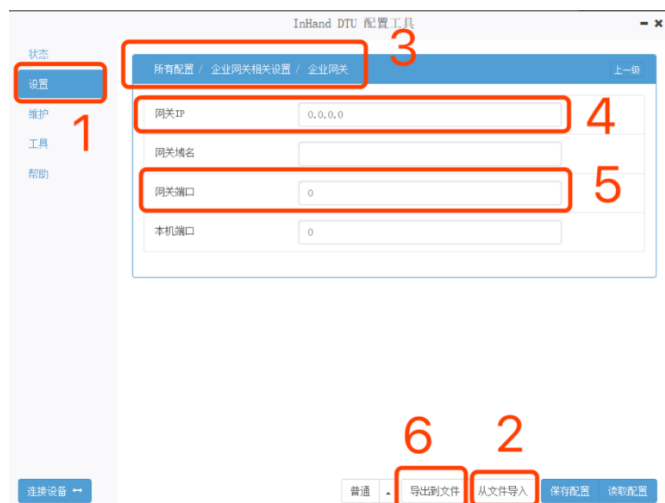 InHand DTU 配置工具
状态
设置
维护
工具
帮助
1
所有配置 / 企业网关相关设置 / 企业网关
3
上一级
网关IP
0.0.0.0
4
网关域名
网关端口
0
5
本机端口
0
6
2
连接设备
普通
导出到文件
从文件导入
保存配置
读取配置